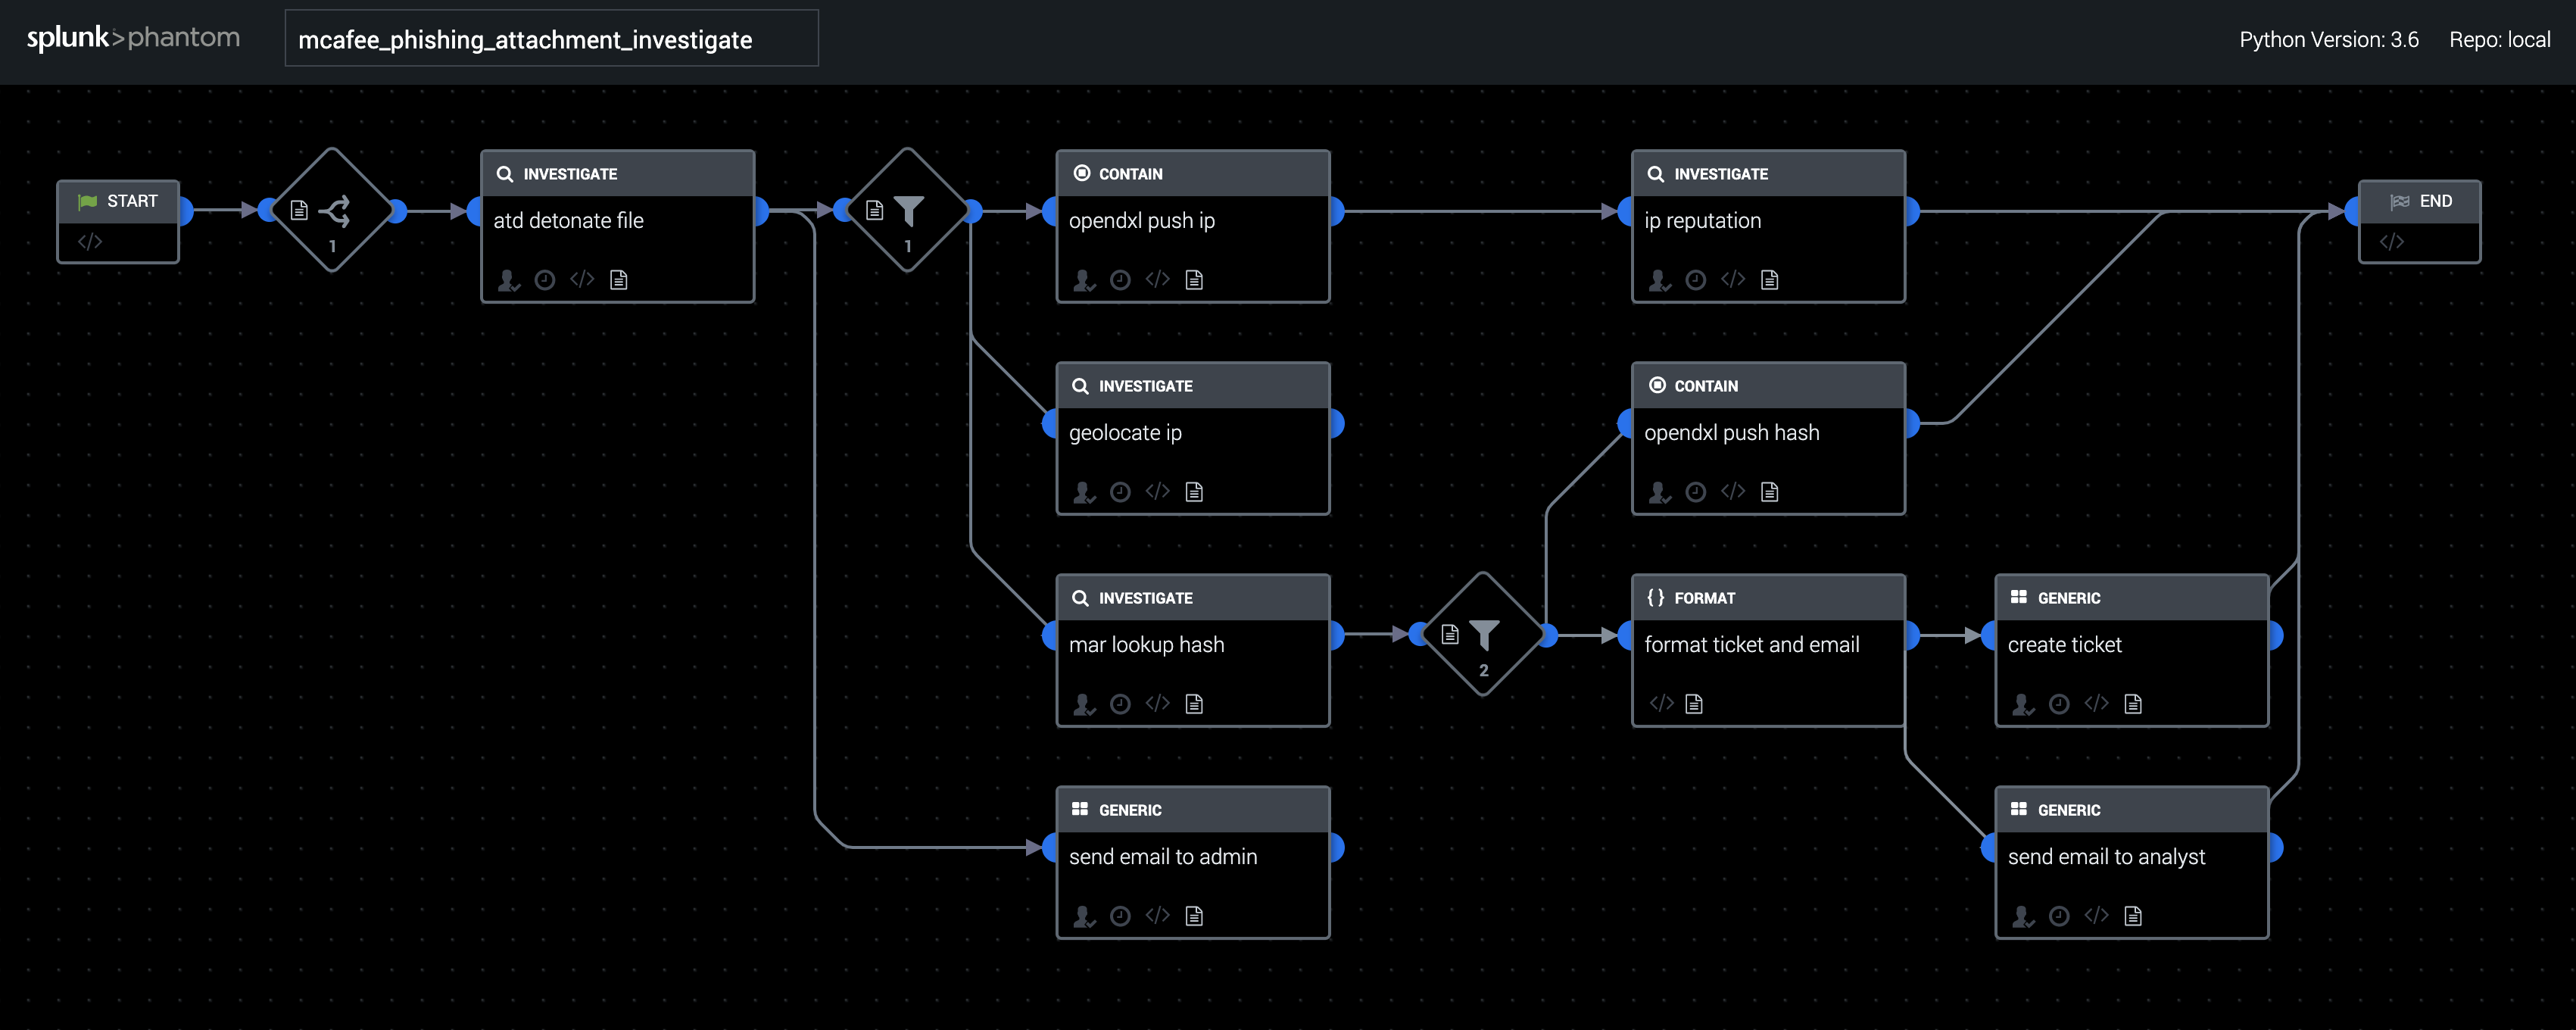 splunk>phantom
mcafee_phishing_attachment_investigate
Python Version: 3.6
Repo: local
START
1
INVESTIGATE
atd detonate file
1
CONTAIN
opendxl push ip
INVESTIGATE
ip reputation
END
INVESTIGATE
geolocate ip
CONTAIN
opendxl push hash
INVESTIGATE
mar lookup hash
2
FORMAT
format ticket and email
GENERIC
create ticket
GENERIC
send email to admin
GENERIC
send email to analyst